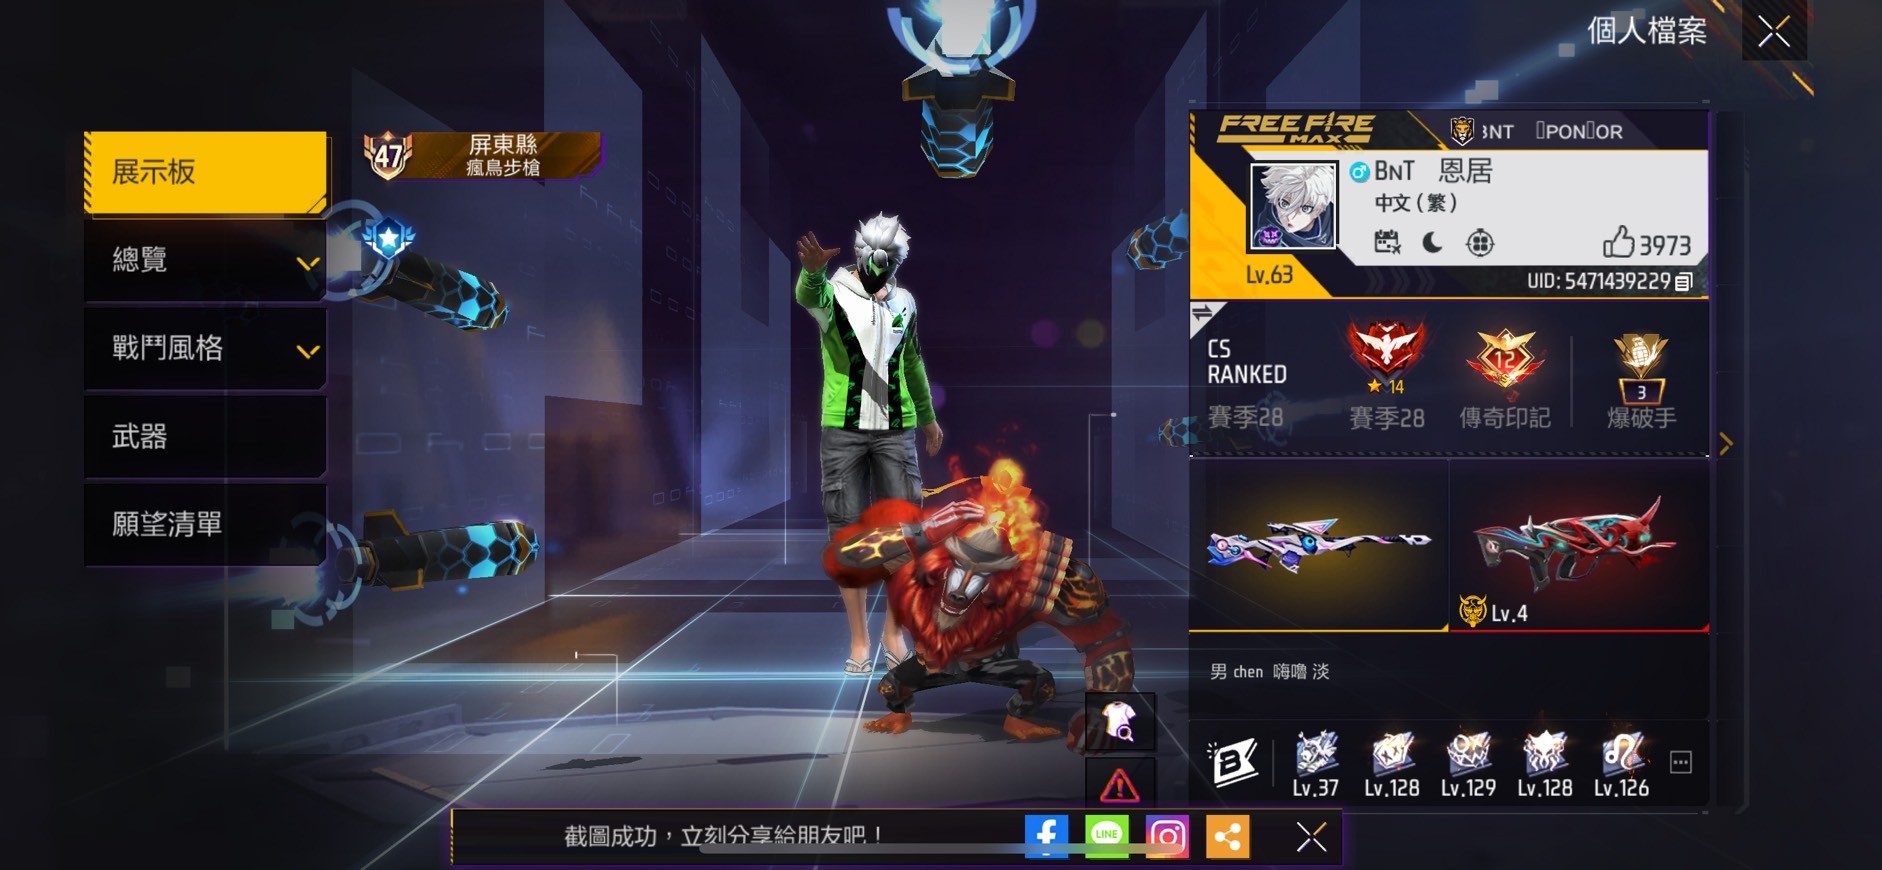 個人檔案
展示板
總覽
戰鬥風格
武器
願望清單
47
屏東縣
瘋鳥步槍
FREE FIRE
MAX
BNT 恩居
中文(繁)
3973
Lv.63
UID: 5471439229
CS
RANKED
賽季28
14
賽季28
12
傳奇印記
3
爆破手
Lv.4
男 chen 嗨嚕 淡
Lv.37
Lv.128
Lv.129
Lv.128
Lv.126
截圖成功，立刻分享給朋友吧！
LINE